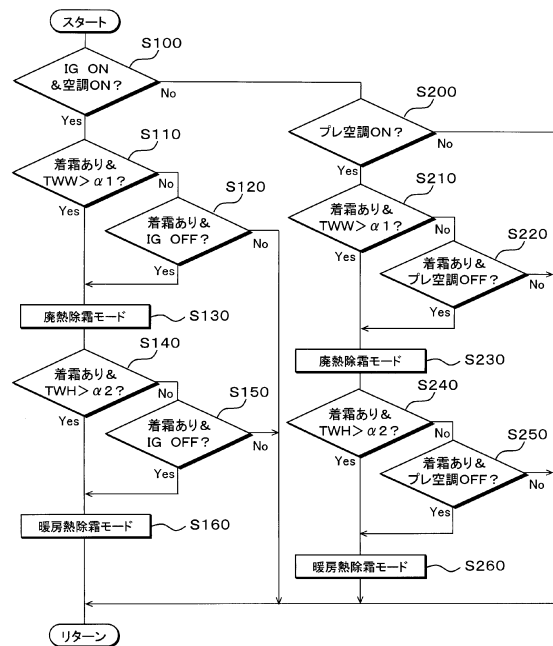 スタート
S100
IG ON
&空調ON?
No
Yes
S110
着霜あり&
TWW>α1?
No
Yes
S120
着霜あり&
IG OFF?
No
Yes
廃熱除霜モード
S130
S140
着霜あり&
TWH>α2?
No
Yes
S150
着霜あり&
IG OFF?
No
Yes
暖房熱除霜モード
S160
リターン
S200
プレ空調ON?
No
Yes
S210
着霜あり&
TWW>α1?
No
Yes
S220
着霜あり&
プレ空調OFF?
No
Yes
廃熱除霜モード
S230
S240
着霜あり&
TWH>α2?
No
Yes
S250
着霜あり&
プレ空調OFF?
No
Yes
暖房熱除霜モード
S260